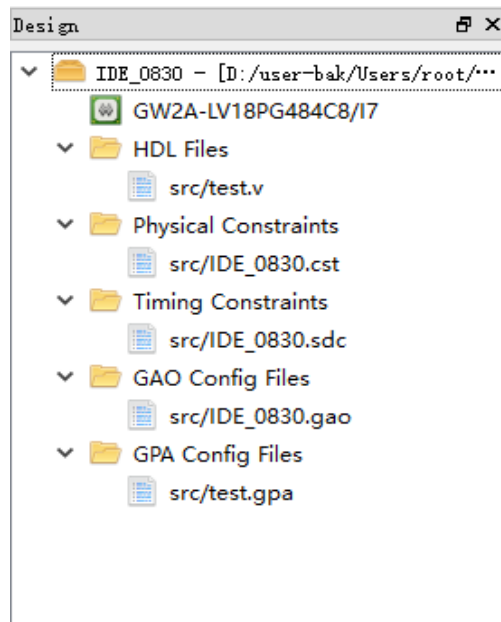 Design
IDE_0830 - [D:/user-bak/Users/root/···
GW2A-LV18PG484C8/I7
HDL Files
src/test.v
Physical Constraints
src/IDE_0830.cst
Timing Constraints
src/IDE_0830.sdc
GAO Config Files
src/IDE_0830.gao
GPA Config Files
src/test.gpa